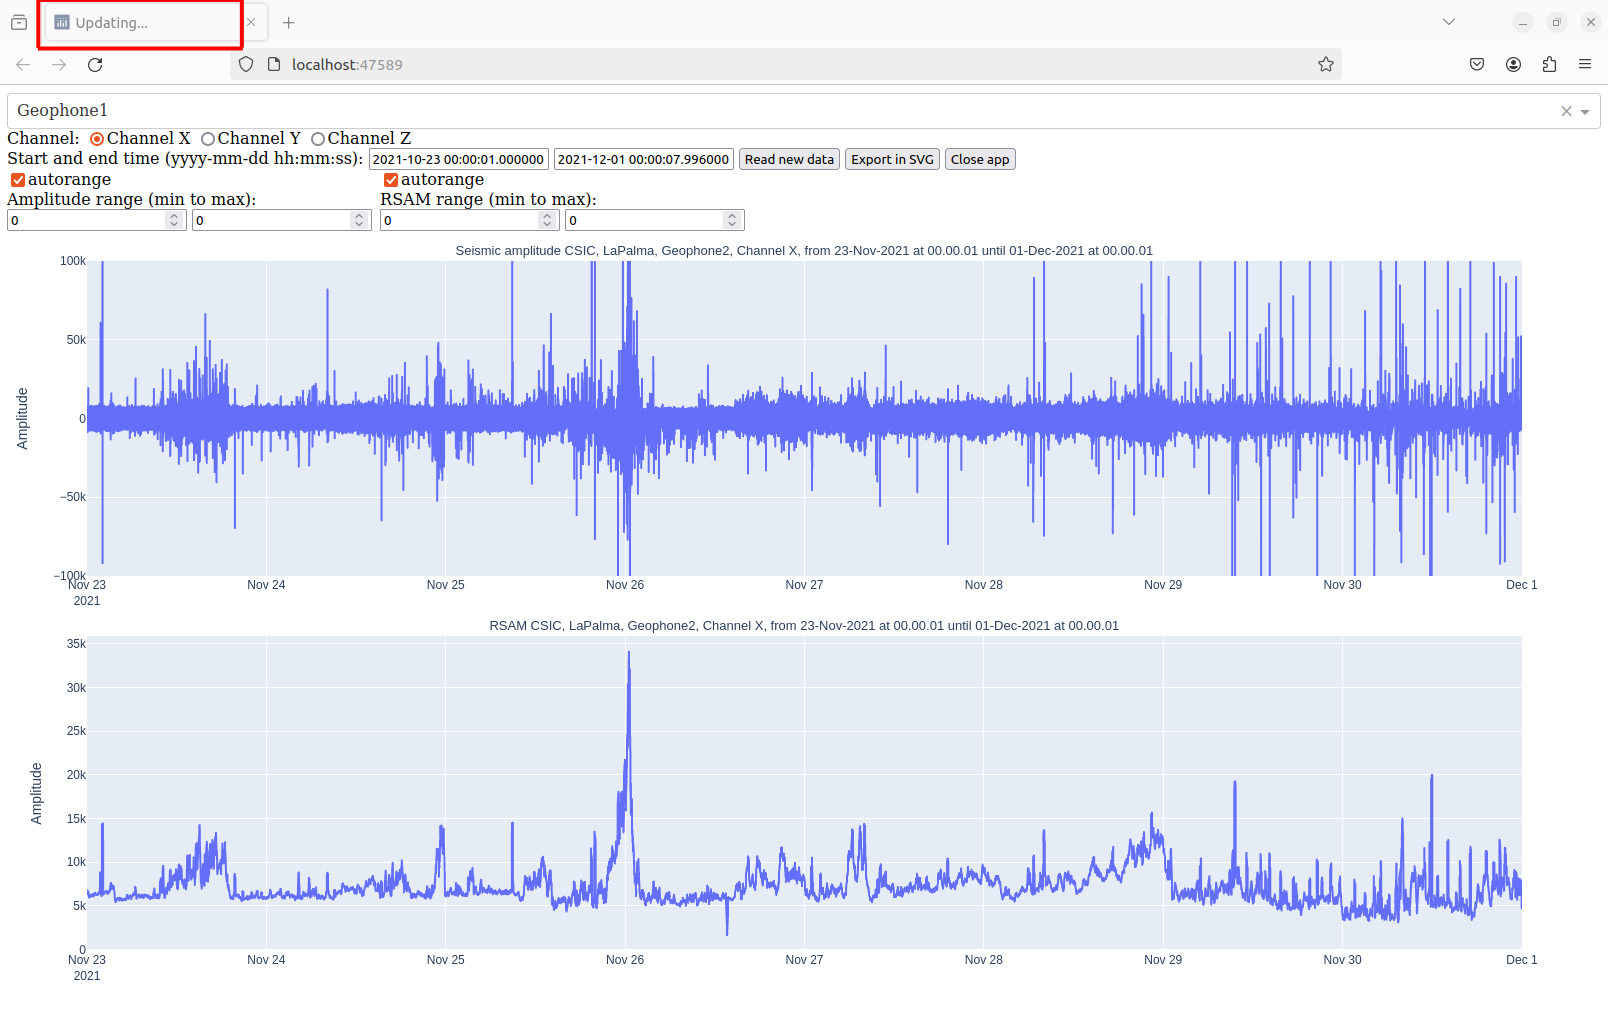 Updating...
localhost:47589
Geophone1
Channel: Channel X Channel Y Channel Z
Start and end time (yyyy-mm-dd hh:mm:ss): 2021-10-23 00:00:01.000000 2021-12-01 00:00:07.996000 Read new data Export in SVG Close app
autorange autorange
Amplitude range (min to max): RSAM range (min to max):
0 0 0 0
Seismic amplitude CSIC, LaPalma, Geophone2, Channel X, from 23-Nov-2021 at 00.00.01 until 01-Dec-2021 at 00.00.01
100k
50k
0
−50k
−100k
Amplitude
Nov 23 Nov 24 Nov 25 Nov 26 Nov 27 Nov 28 Nov 29 Nov 30 Dec 1
2021
RSAM CSIC, LaPalma, Geophone2, Channel X, from 23-Nov-2021 at 00.00.01 until 01-Dec-2021 at 00.00.01
35k
30k
25k
20k
15k
10k
5k
0
Amplitude
Nov 23 Nov 24 Nov 25 Nov 26 Nov 27 Nov 28 Nov 29 Nov 30 Dec 1
2021